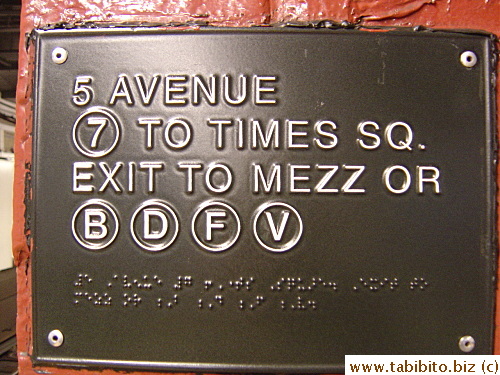 5 AVENUE
7 TO TIMES SQ.
EXIT TO MEZZ OR
B D F V
www.tabibito.biz (c)